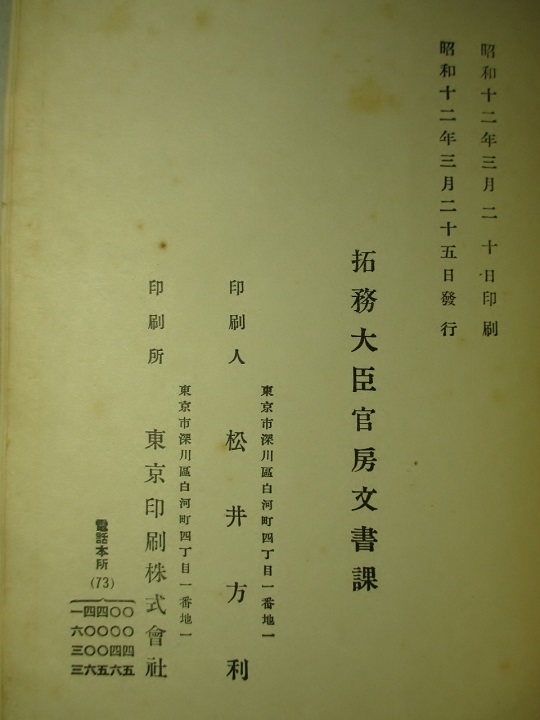 昭和十二年三月二十日印刷
昭和十二年三月二十五日發行
拓務大臣官房文書課
東京市深川區白河町四丁目一番地一
印刷人 松井方利
東京市深川區白河町四丁目一番地一
印刷所 東京印刷株式會社
電話本所(73)
〇〇四五
〇〇四六
四〇〇五
四〇〇六
一六三三